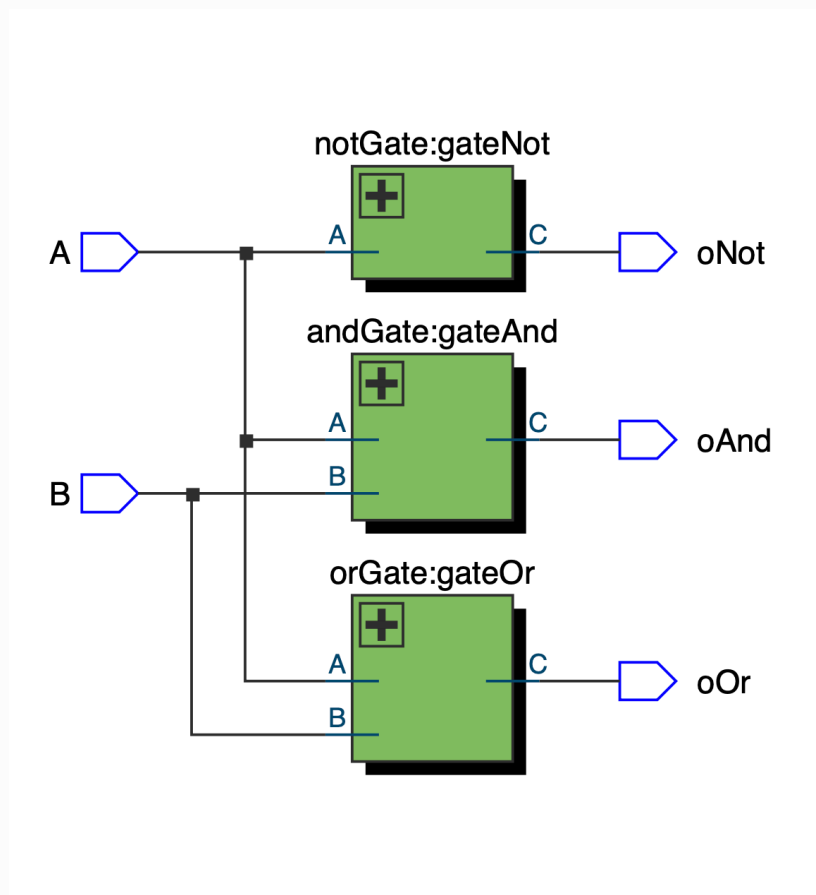 notGate:gateNot
A
A
C
oNot
andGate:gateAnd
A
C
oAnd
B
B
orGate:gateOr
A
C
oOr
B